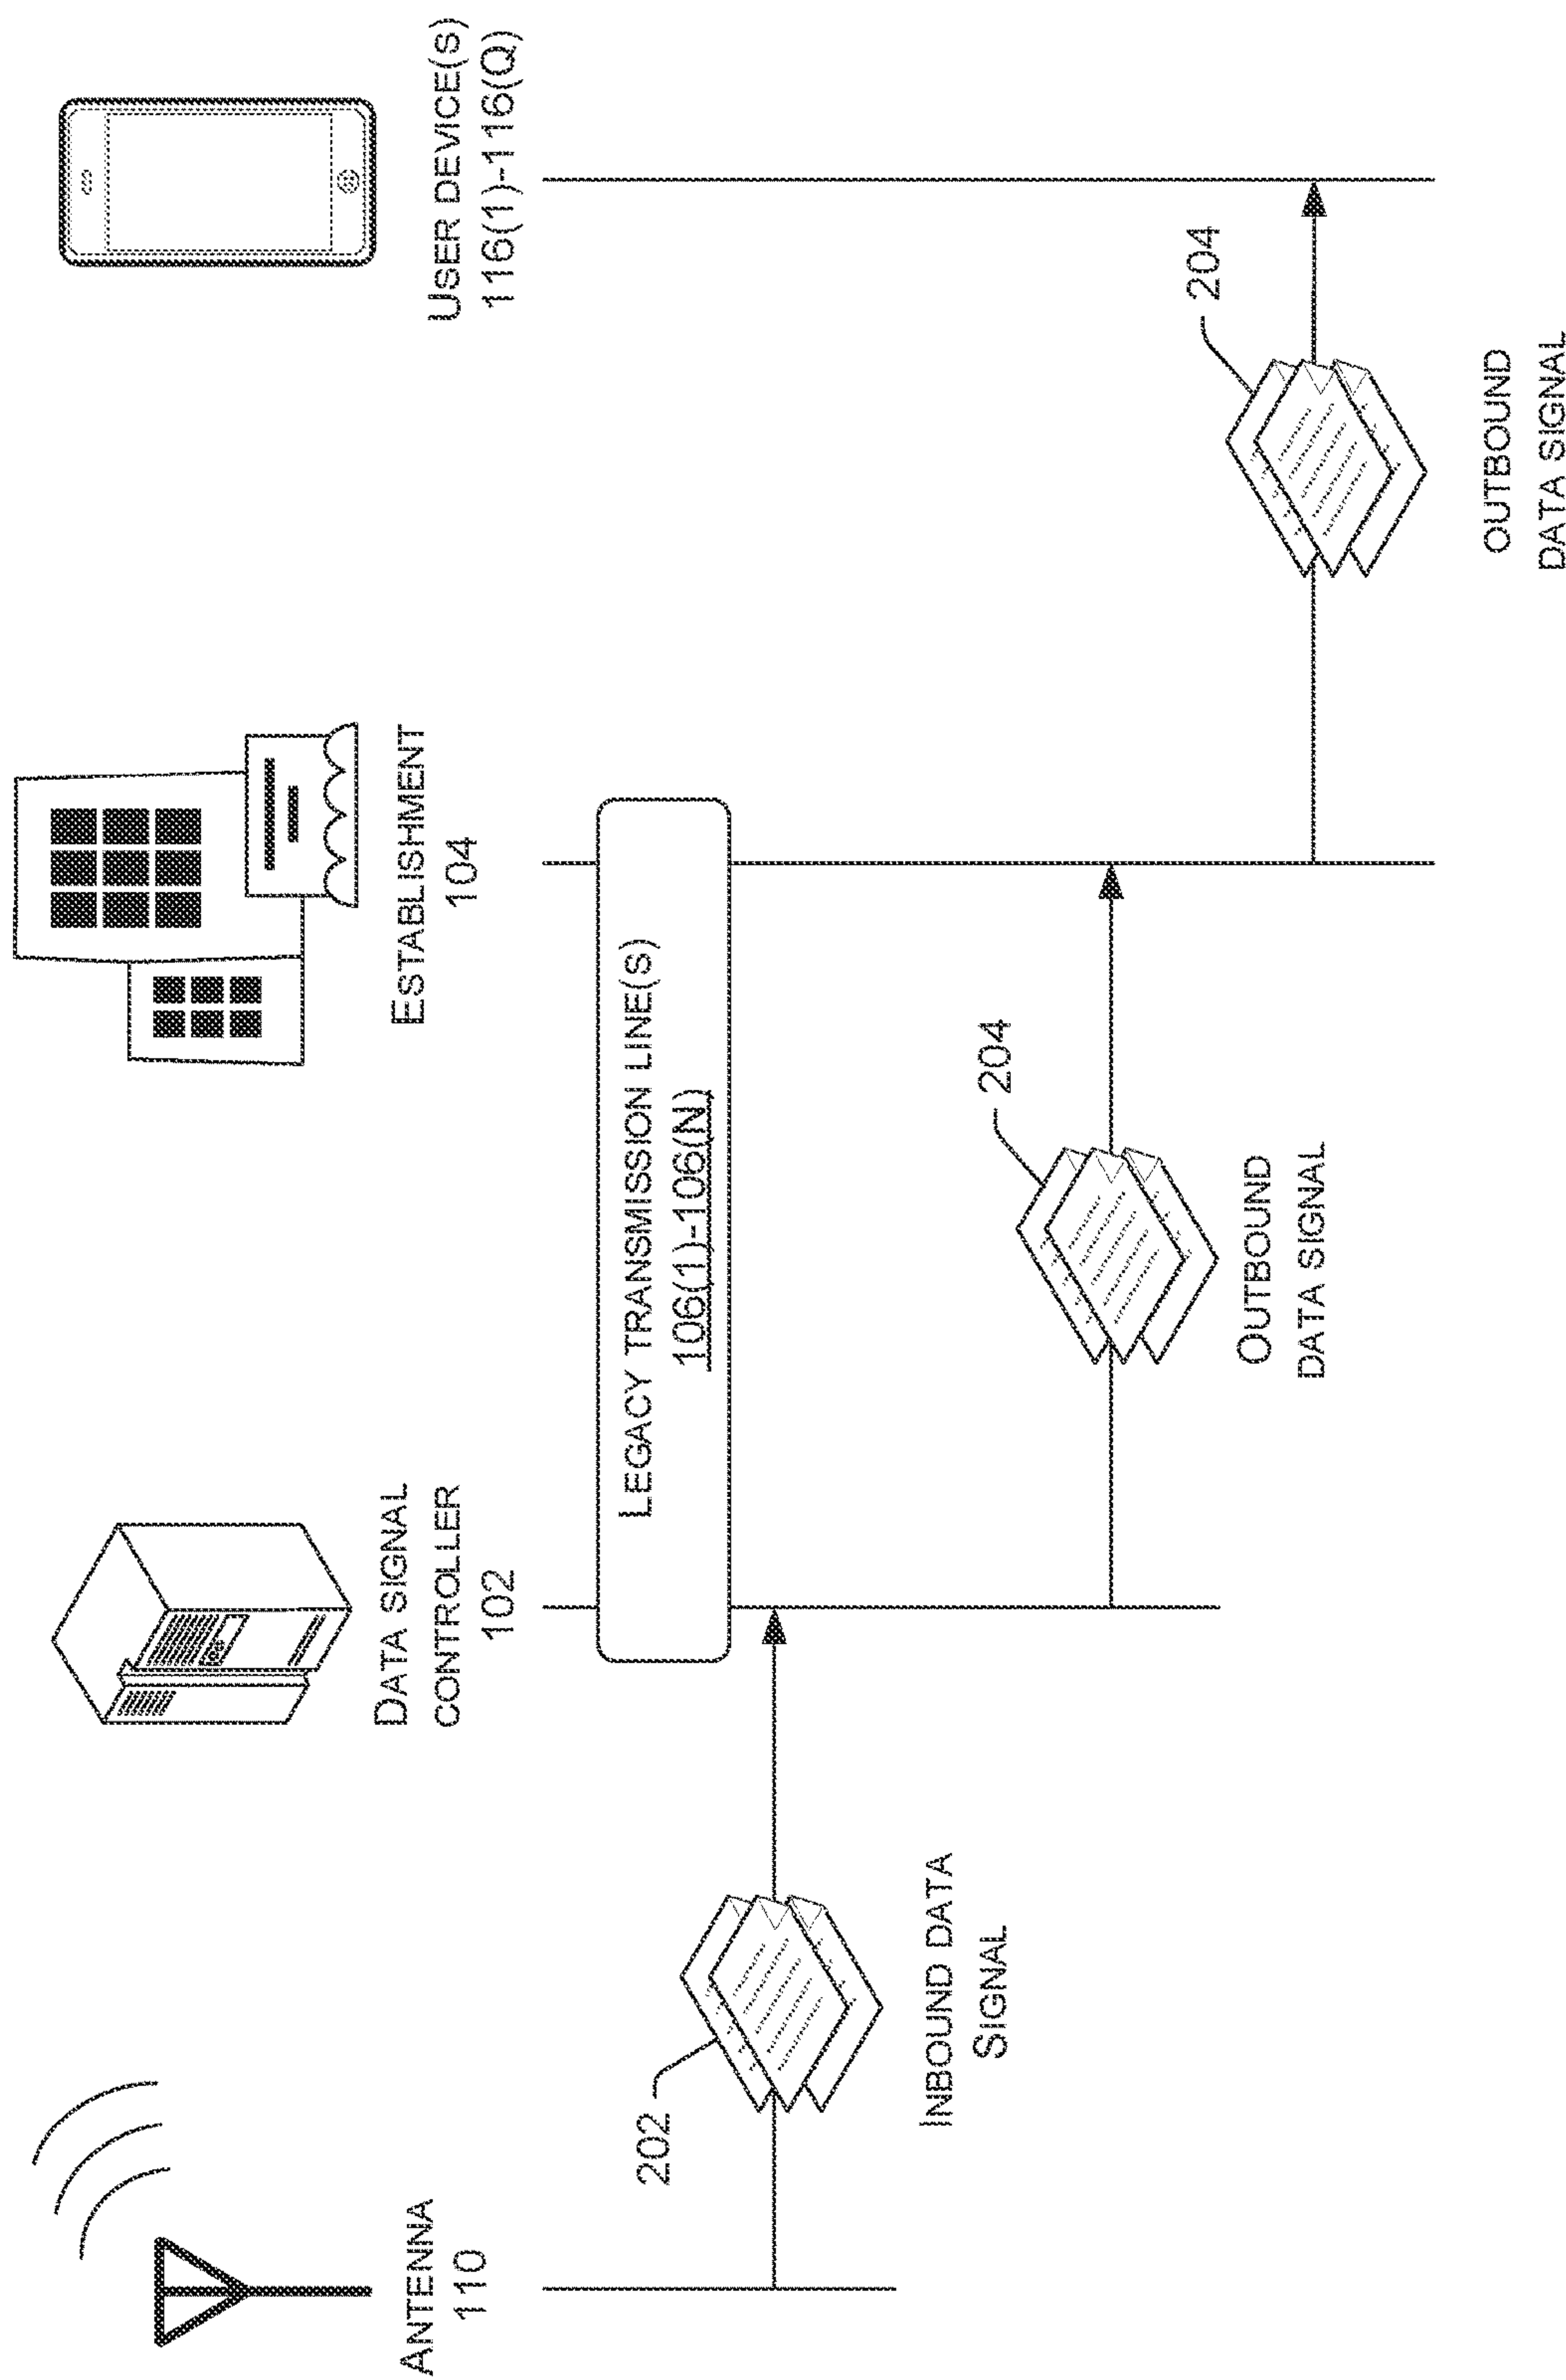 ANTENNA
110
DATA SIGNAL
CONTROLLER
102
ESTABLISHMENT
104
USER DEVICE(S)
116(1)-116(Q)
LEGACY TRANSMISSION LINE(S)
106(1)-106(N)
202
INBOUND DATA
SIGNAL
204
OUTBOUND
DATA SIGNAL
204
OUTBOUND
DATA SIGNAL